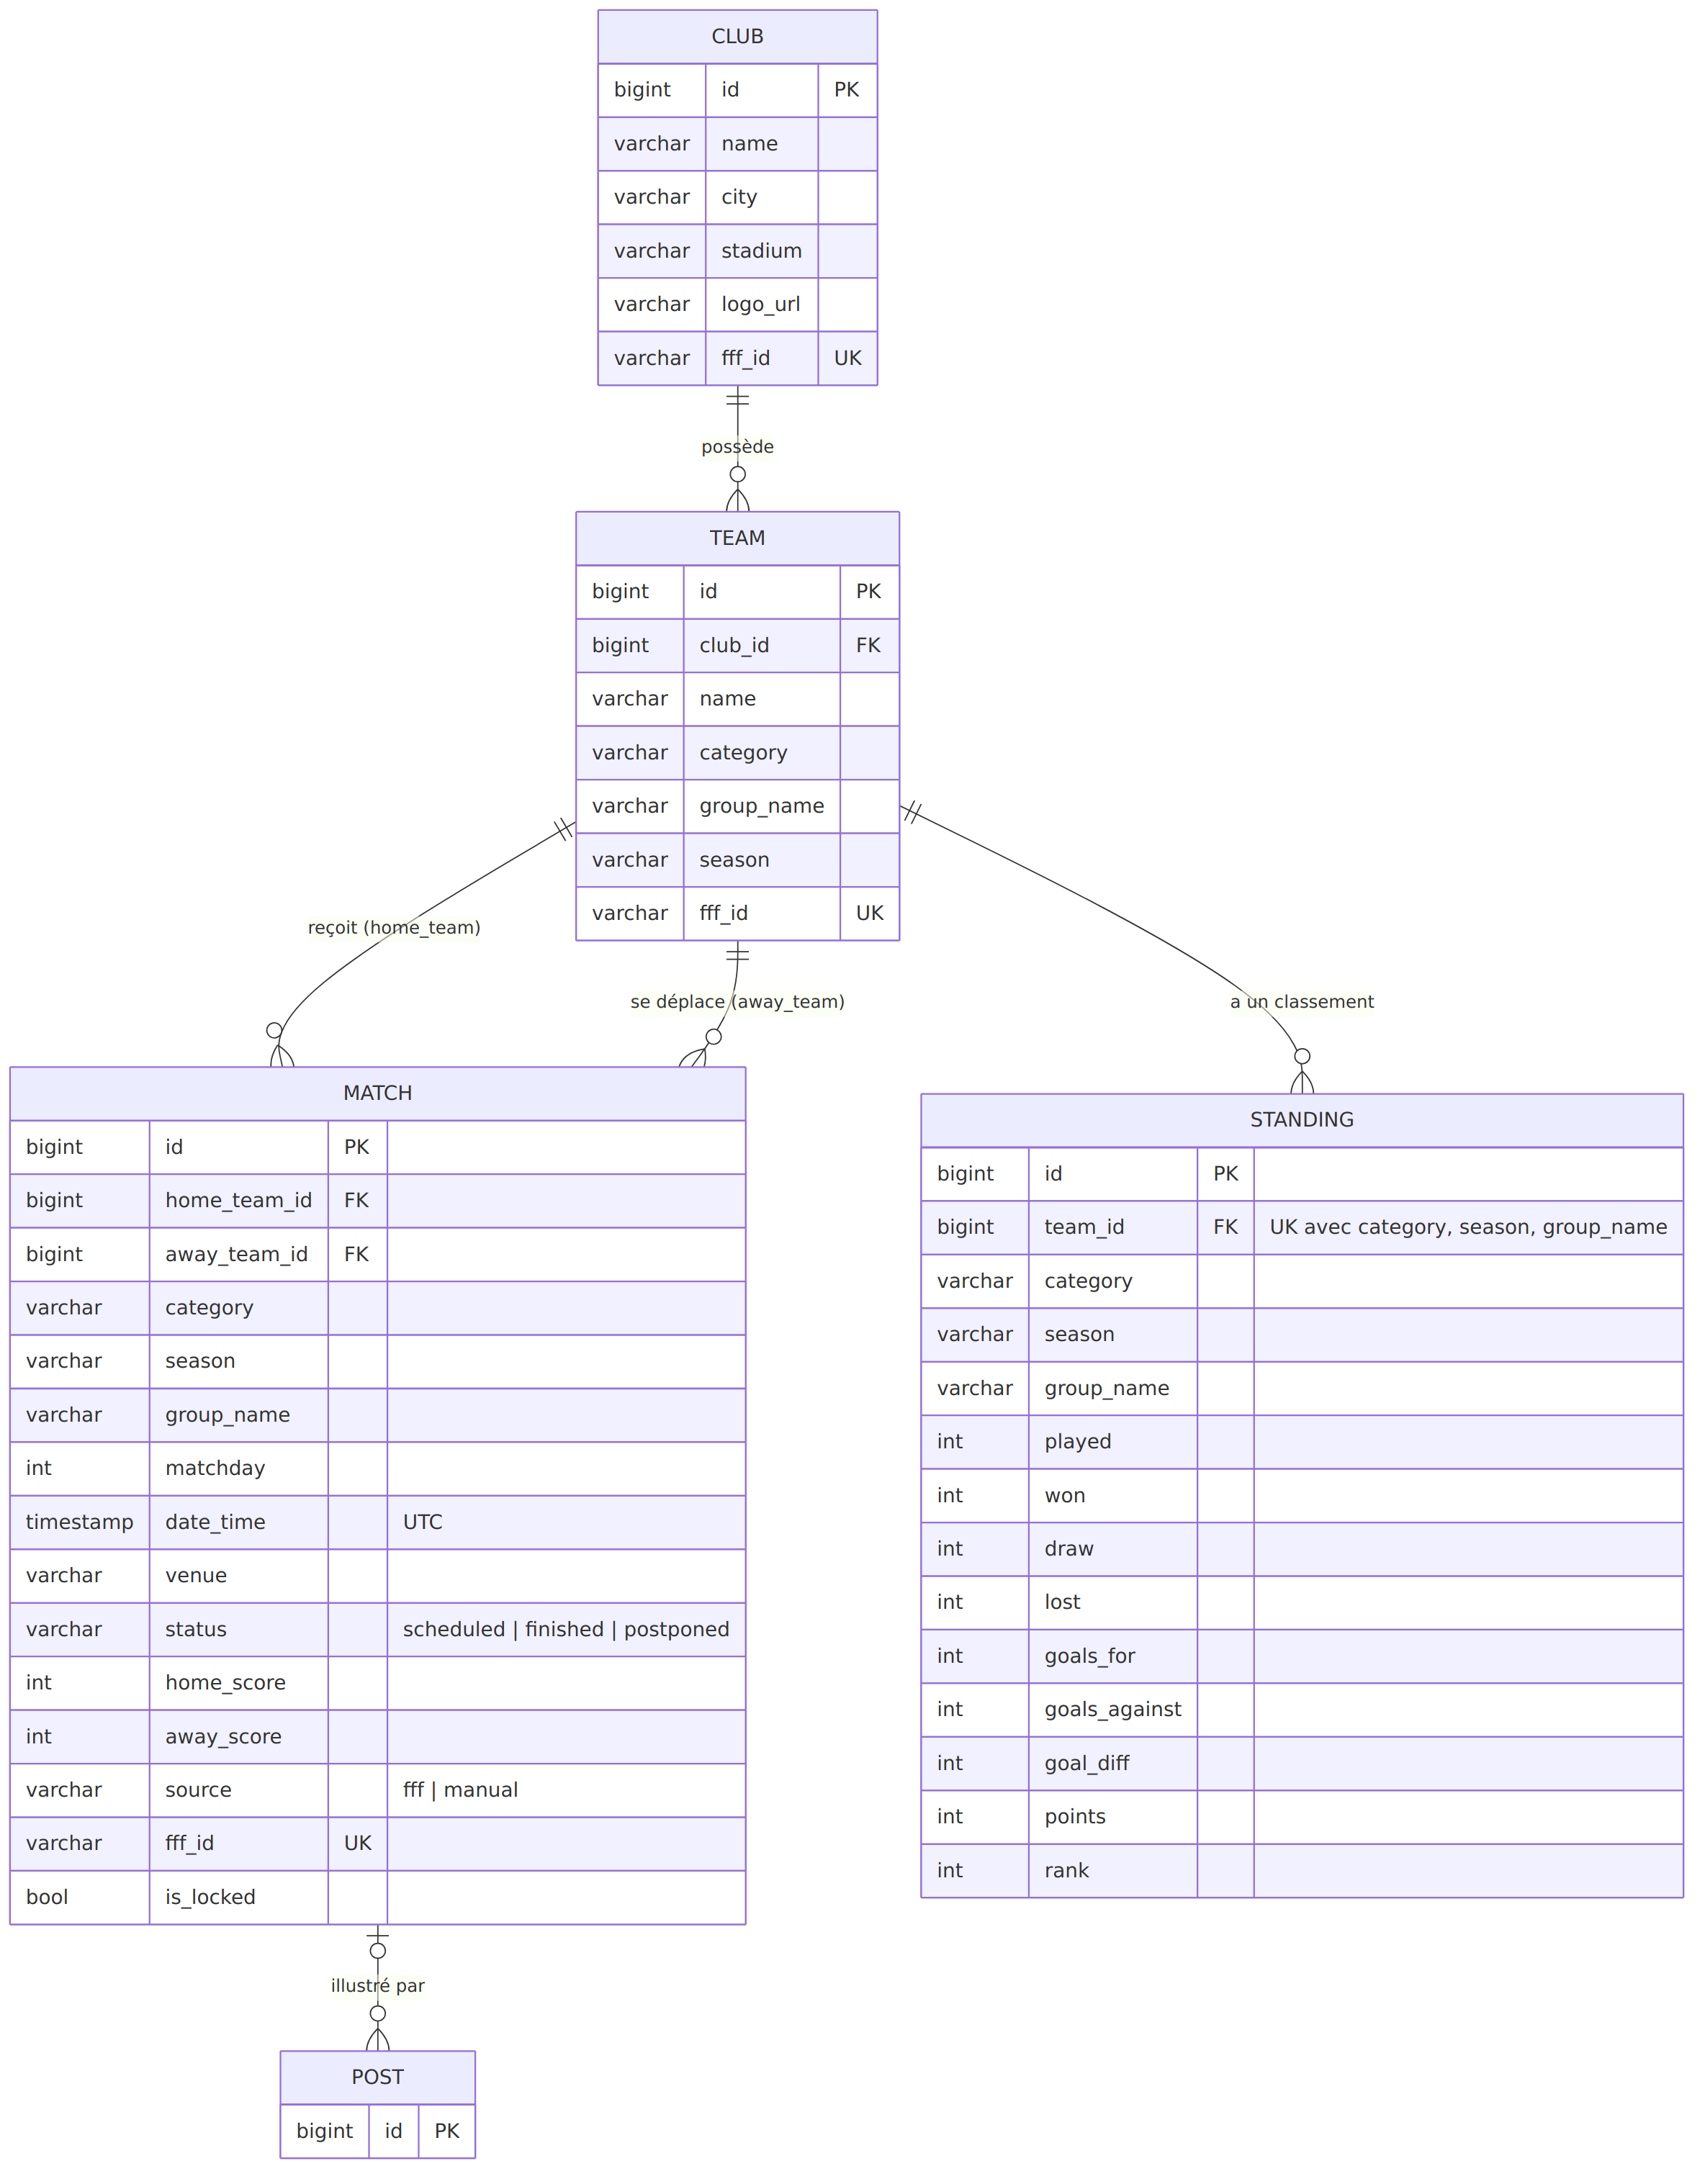 CLUB
bigint id PK
varchar name
varchar city
varchar stadium
varchar logo_url
varchar fff_id UK
possède
TEAM
bigint id PK
bigint club_id FK
varchar name
varchar category
varchar group_name
varchar season
varchar fff_id UK
reçoit (home_team)
se déplace (away_team)
a un classement
MATCH
bigint id PK
bigint home_team_id FK
bigint away_team_id FK
varchar category
varchar season
varchar group_name
int matchday
timestamp date_time UTC
varchar venue
varchar status scheduled | finished | postponed
int home_score
int away_score
varchar source fff | manual
varchar fff_id UK
bool is_locked
STANDING
bigint id PK
bigint team_id FK UK avec category, season, group_name
varchar category
varchar season
varchar group_name
int played
int won
int draw
int lost
int goals_for
int goals_against
int goal_diff
int points
int rank
illustré par
POST
bigint id PK